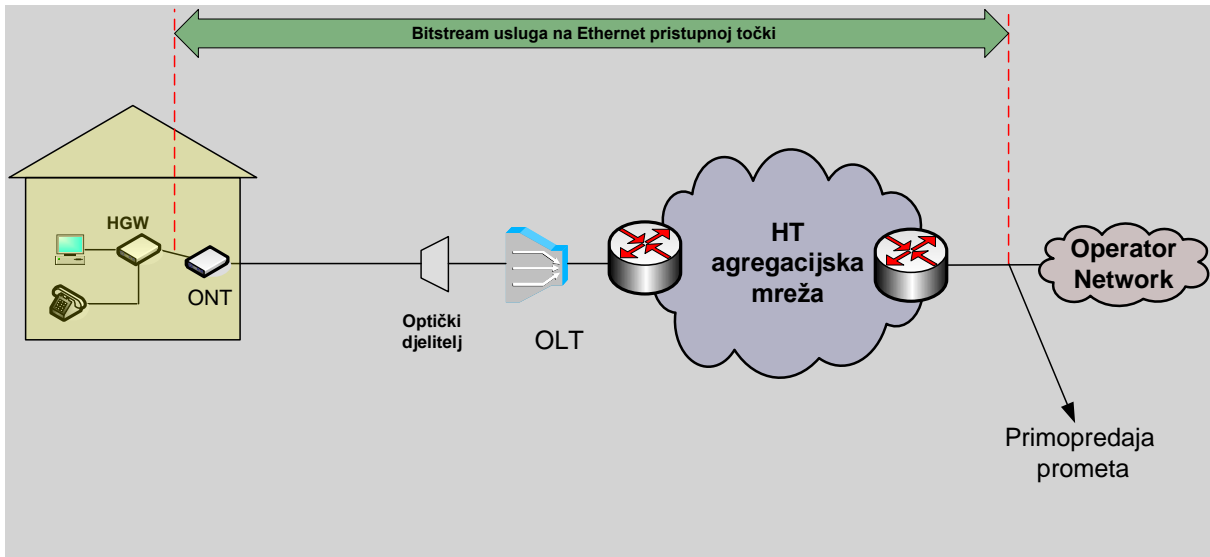 Bitstream usluga na Ethernet pristupnoj točki
HGW
ONT
Optički
djelitelj
OLT
HT
agregacijska
mreža
Operator
Network
Primopredaja
prometa